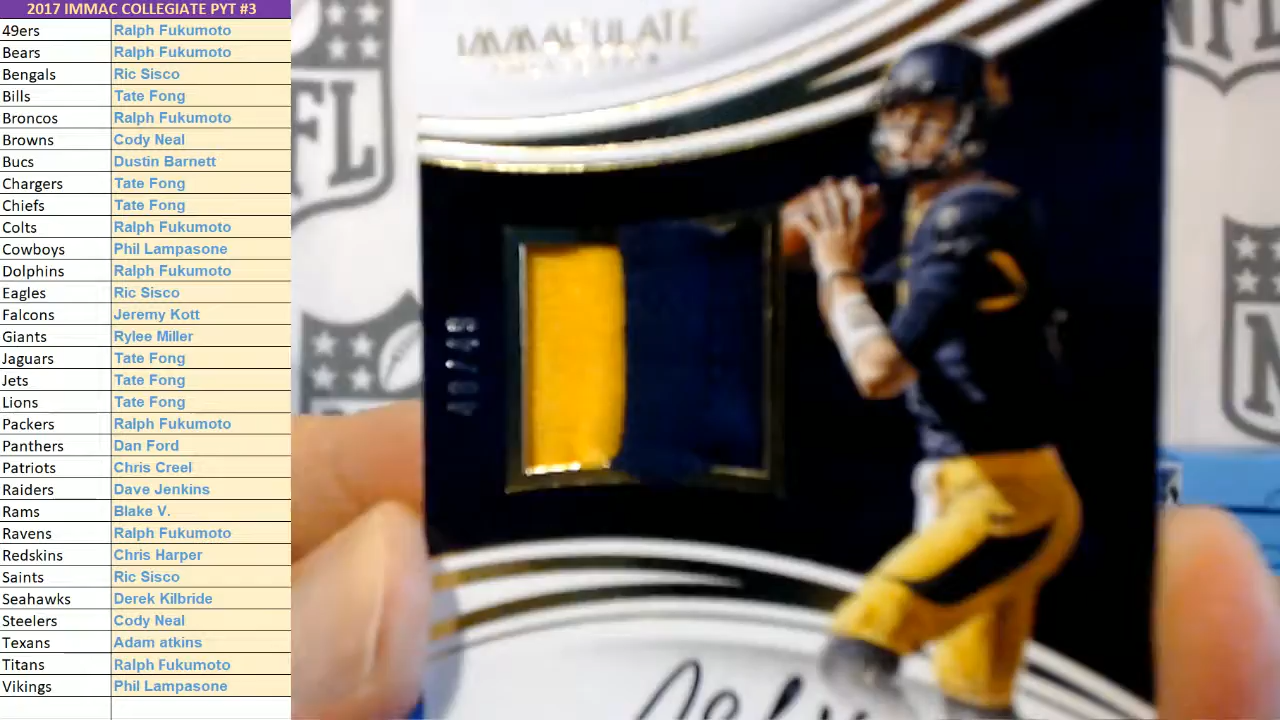 2017 IMMAC COLLEGIATE PYT #3
49ers Ralph Fukumoto
Bears Ralph Fukumoto
Bengals Ric Sisco
Bills Tate Fong
Broncos Ralph Fukumoto
Browns Cody Neal
Bucs Dustin Barnett
Chargers Tate Fong
Chiefs Tate Fong
Colts Ralph Fukumoto
Cowboys Phil Lampasone
Dolphins Ralph Fukumoto
Eagles Ric Sisco
Falcons Jeremy Kott
Giants Rylee Miller
Jaguars Tate Fong
Jets Tate Fong
Lions Tate Fong
Packers Ralph Fukumoto
Panthers Dan Ford
Patriots Chris Creel
Raiders Dave Jenkins
Rams Blake V.
Ravens Ralph Fukumoto
Redskins Chris Harper
Saints Ric Sisco
Seahawks Derek Kilbride
Steelers Cody Neal
Texans Adam atkins
Titans Ralph Fukumoto
Vikings Phil Lampasone
IMMACULATE
NFL